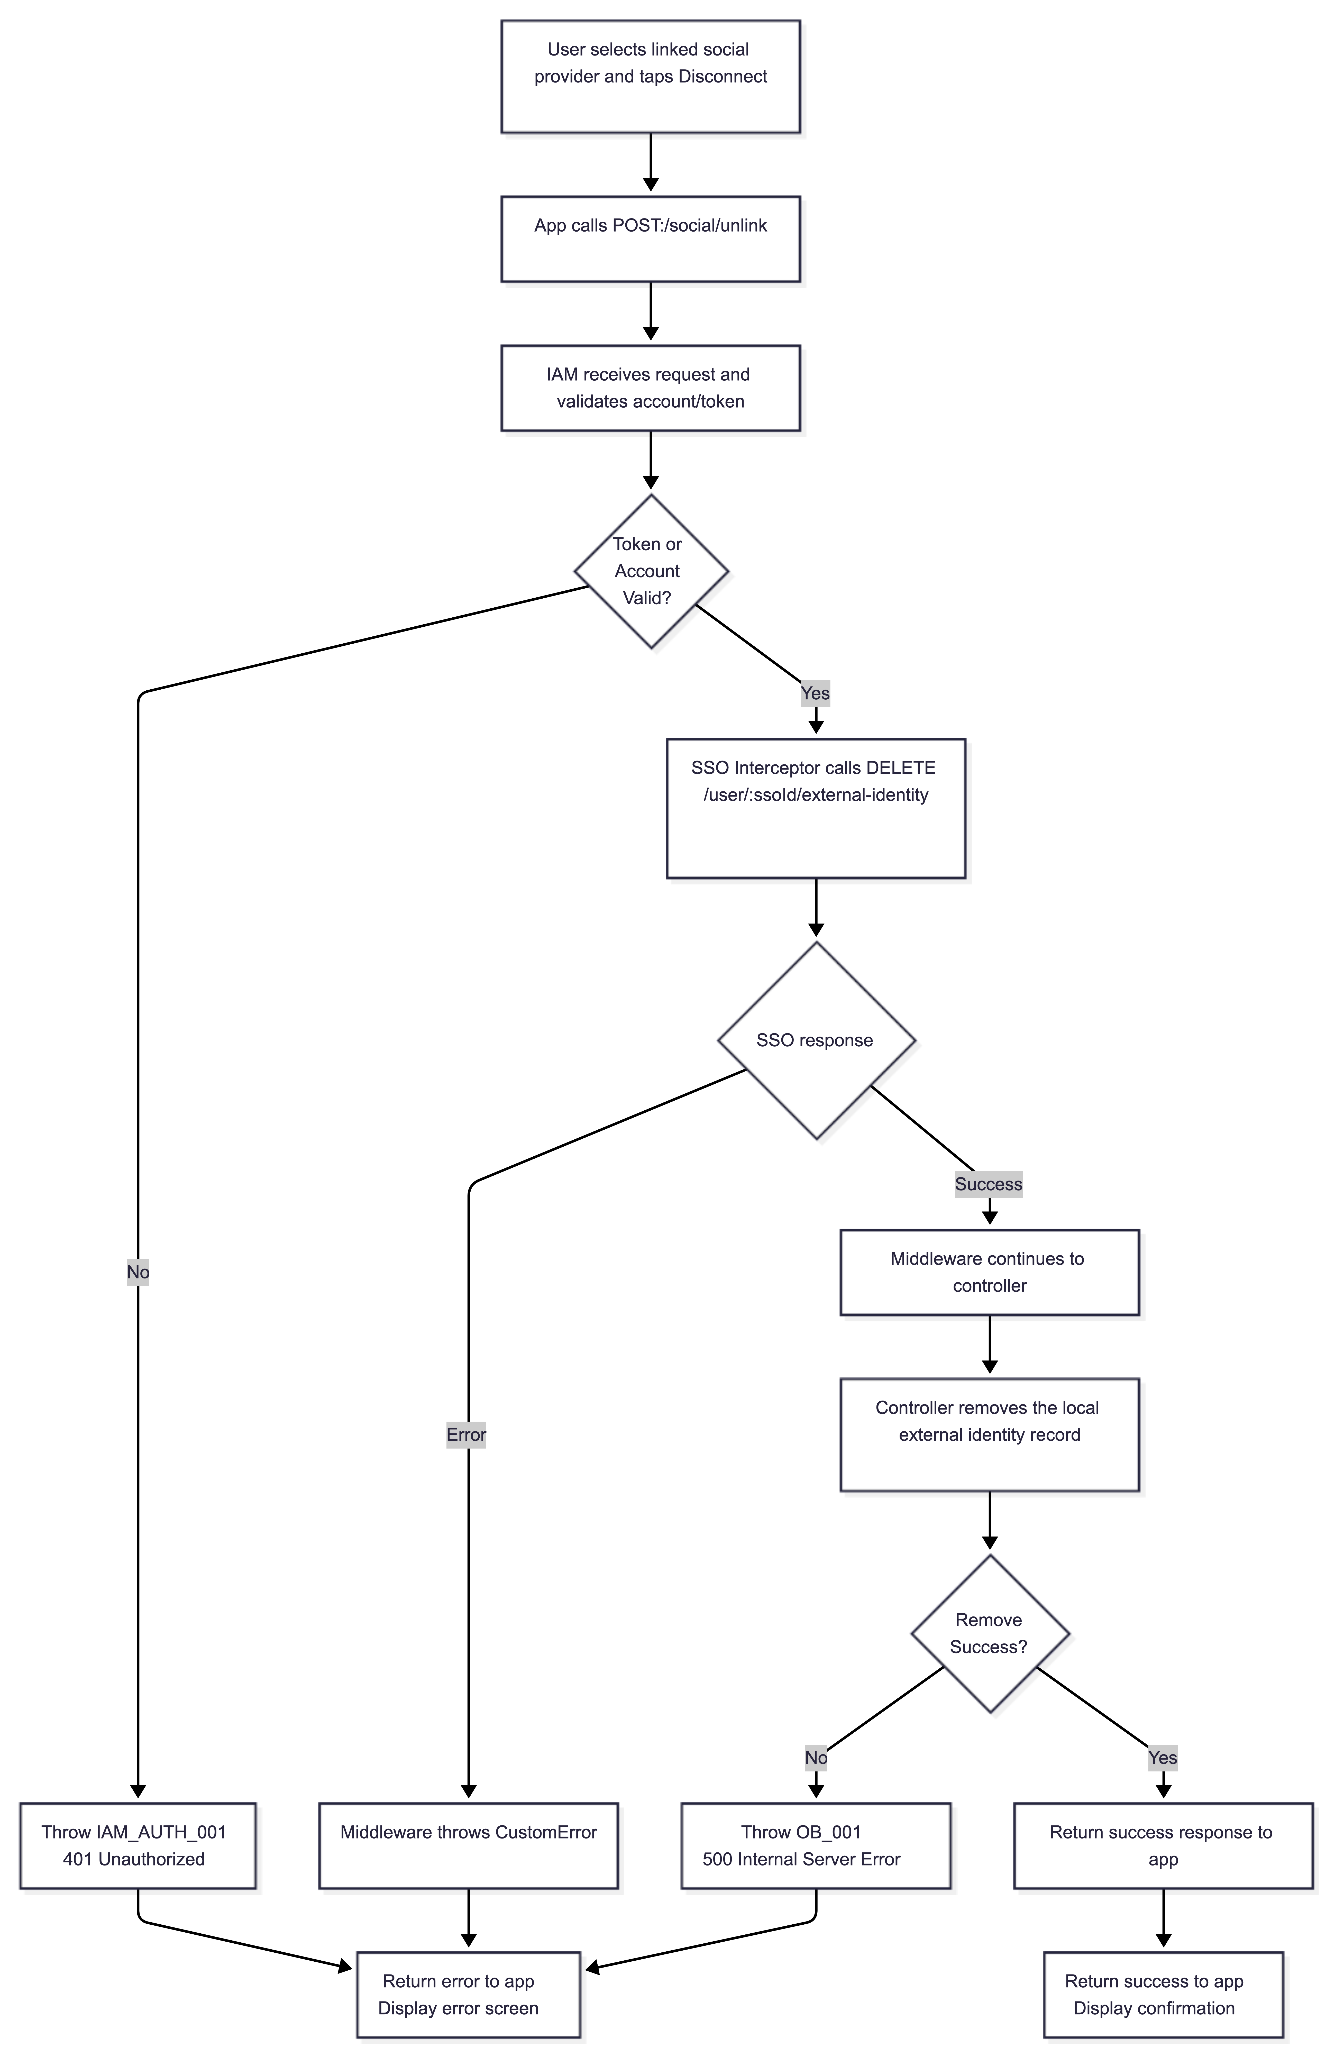 User selects linked social
provider and taps Disconnect
App calls POST:/social/unlink
IAM receives request and
validates account/token
Token or
Account
Valid?
Yes
SSO Interceptor calls DELETE
/user/:ssoId/external-identity
SSO response
Success
Middleware continues to
controller
No
Controller removes the local
external identity record
Error
Remove
Success?
No
Yes
Throw IAM_AUTH_001
401 Unauthorized
Middleware throws CustomError
Throw OB_001
500 Internal Server Error
Return success response to
app
Return error to app
Display error screen
Return success to app
Display confirmation